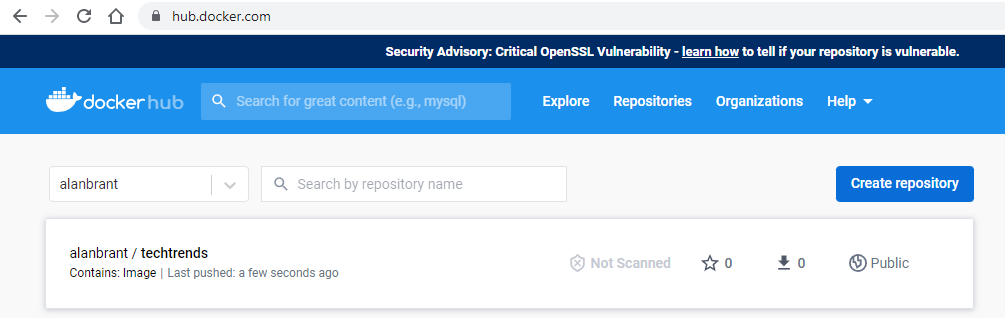 hub.docker.com
Security Advisory: Critical OpenSSL Vulnerability - learn how to tell if your repository is vulnerable.
docker hub Search for great content (e.g., mysql) Explore Repositories Organizations Help
alanbrant Search by repository name Create repository
alanbrant / techtrends
Contains: Image | Last pushed: a few seconds ago
Not Scanned 0 0 Public